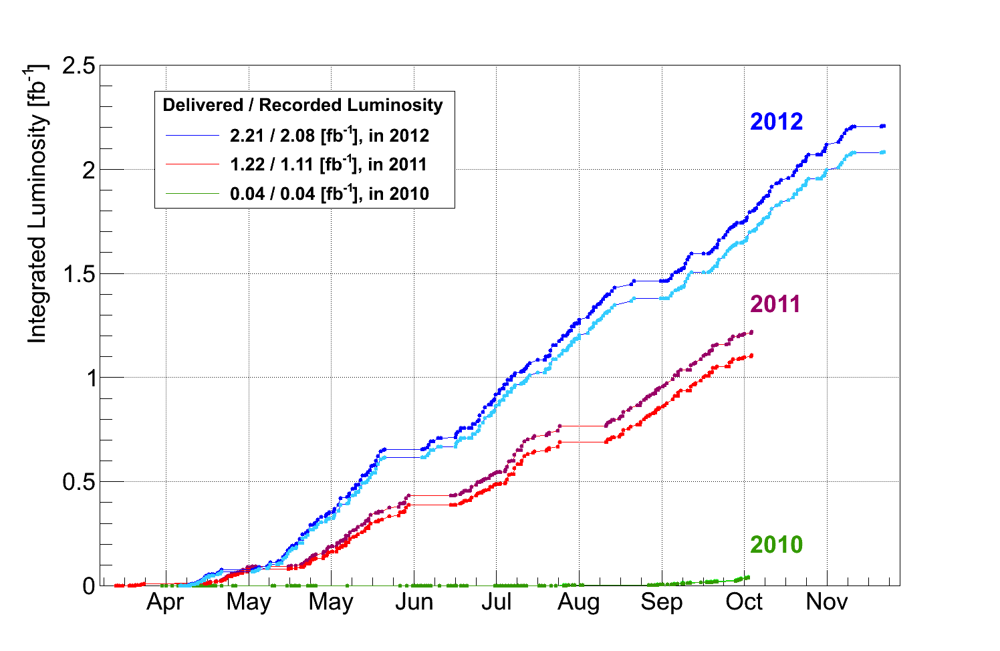 Integrated Luminosity [fb⁻¹]
2.5
2
1.5
1
0.5
0
Delivered / Recorded Luminosity
2.21 / 2.08 [fb⁻¹], in 2012
1.22 / 1.11 [fb⁻¹], in 2011
0.04 / 0.04 [fb⁻¹], in 2010
2012
2011
2010
Apr May May Jun Jul Aug Sep Oct Nov